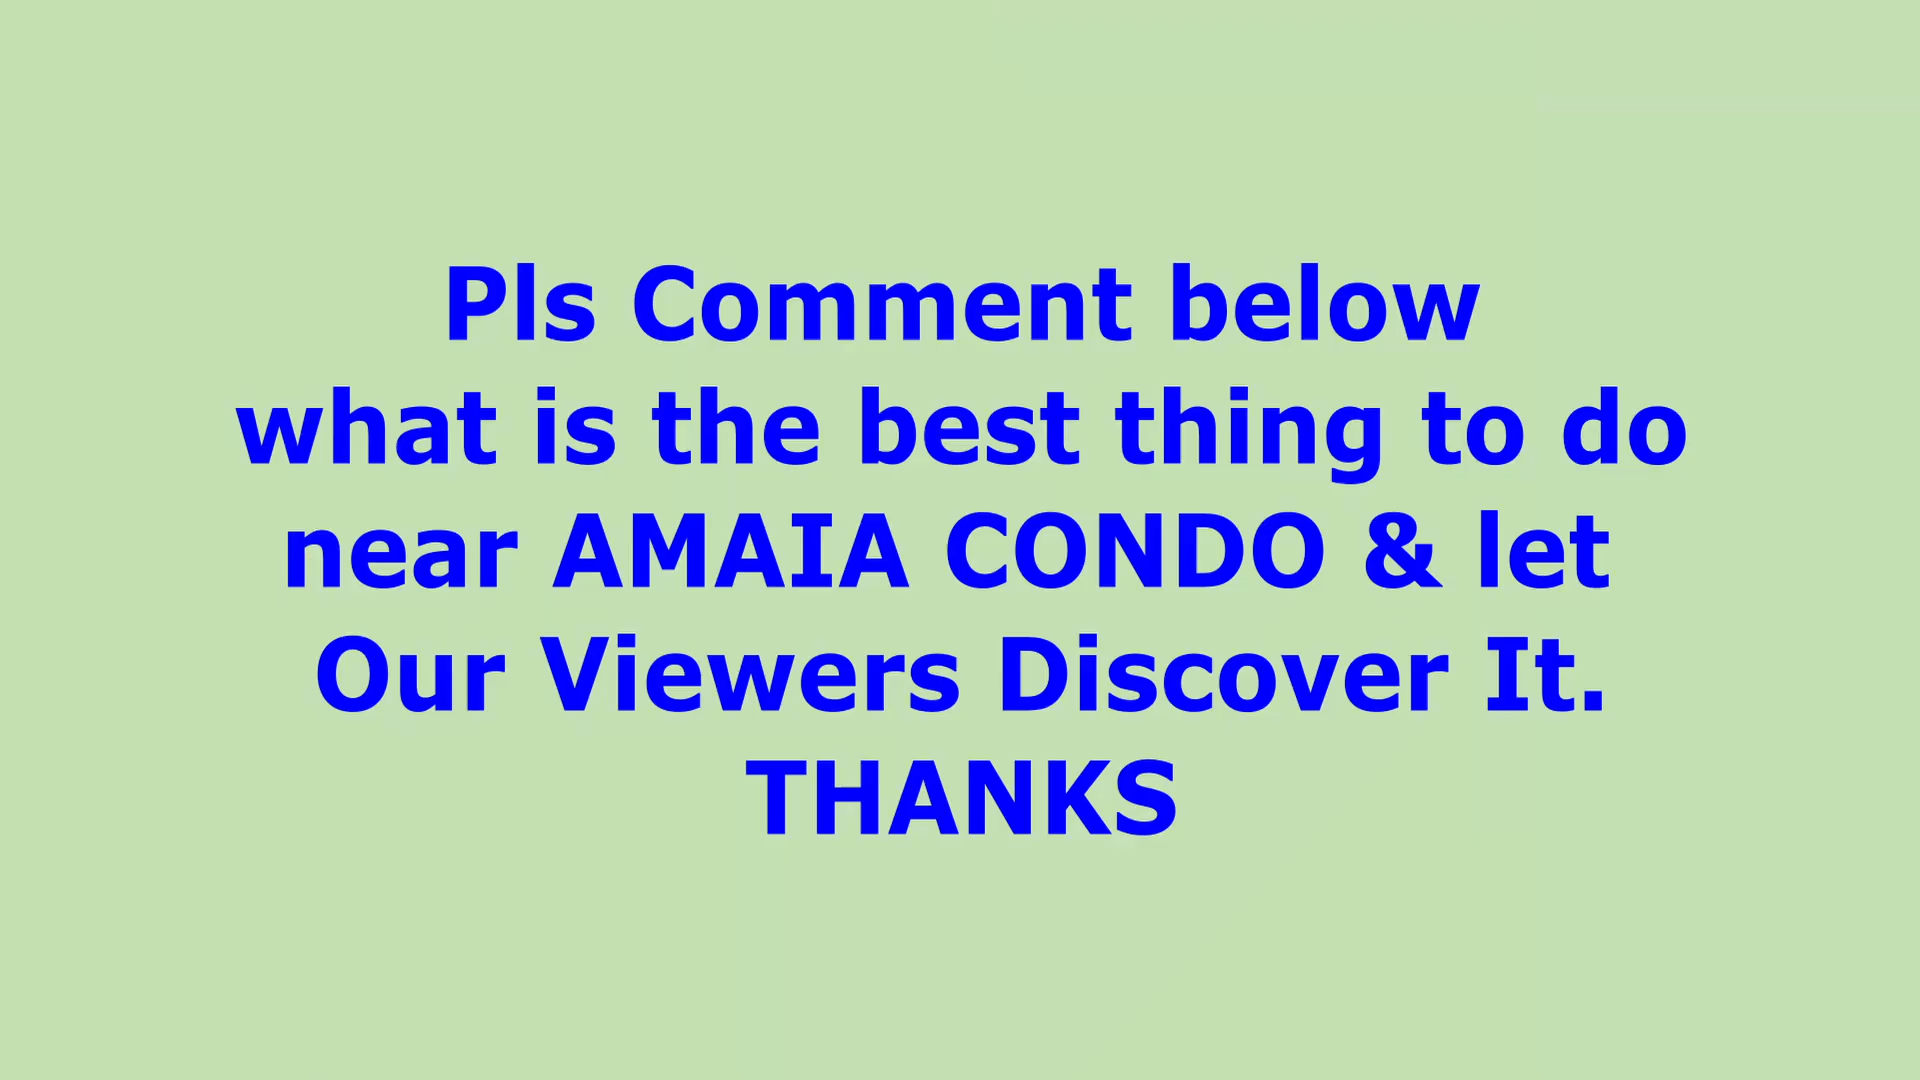 Pls Comment below
what is the best thing to do
near AMAIA CONDO & let
Our Viewers Discover It.
THANKS